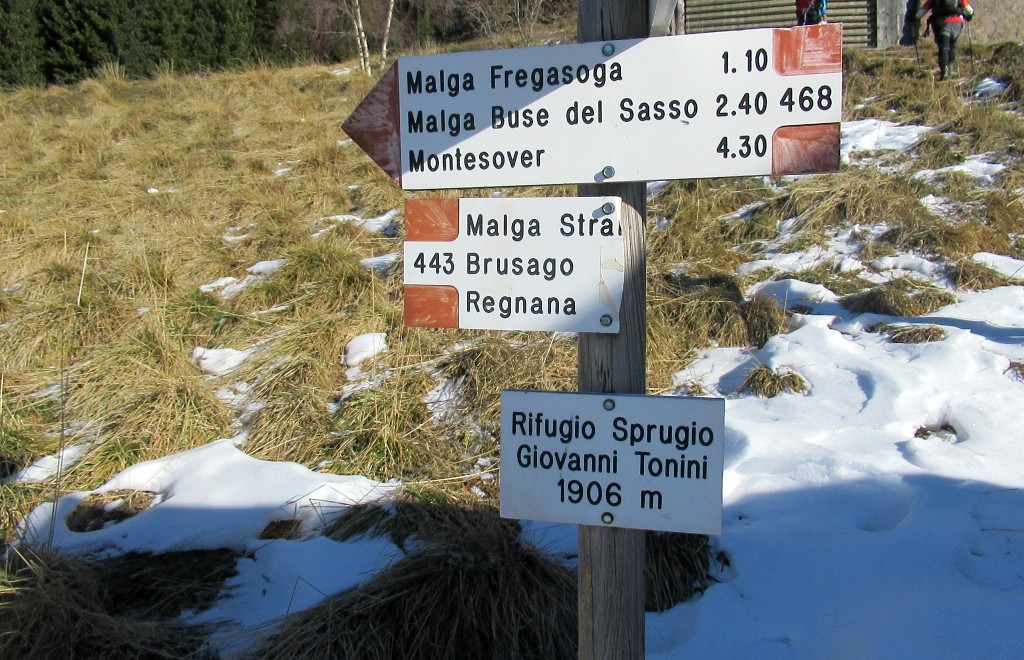 Malga Fregasoga 1.10
Malga Buse del Sasso 2.40 468
Montesover 4.30
Malga
443 Brusago
Regnana
Rifugio Sprugio
Giovanni Tonini
1906 m